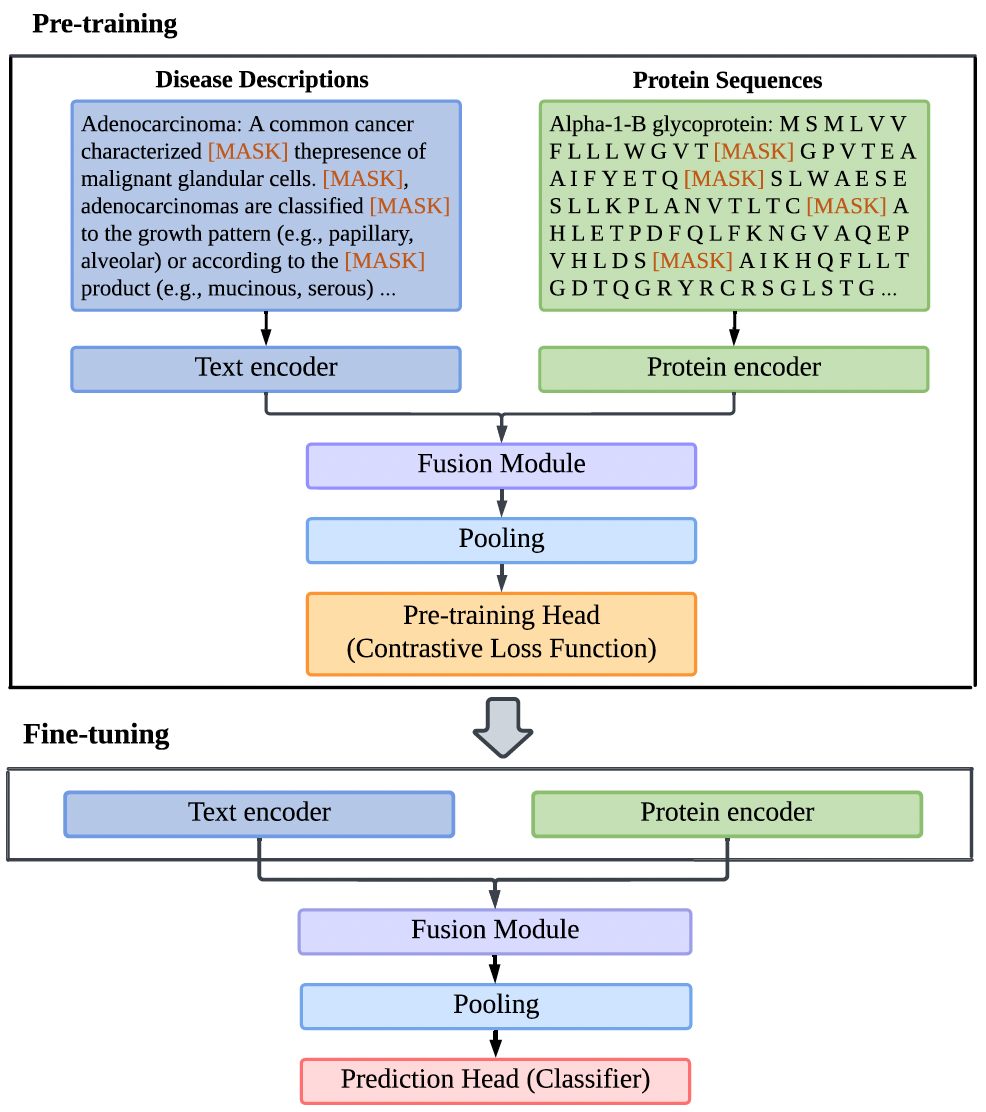 Pre-training
Disease Descriptions
Adenocarcinoma: A common cancer
characterized [MASK] thepresence of
malignant glandular cells. [MASK],
adenocarcinomas are classified [MASK]
to the growth pattern (e.g., papillary,
alveolar) or according to the [MASK]
product (e.g., mucinous, serous) ...
Protein Sequences
Alpha-1-B glycoprotein: M S M L V V
F L L L W G V T [MASK] G P V T E A
A I F Y E T Q [MASK] S L W A E S E
S L L K P L A N V T L T C [MASK] A
H L E T P D F Q L F K N G V A Q E P
V H L D S [MASK] A I K H Q F L L T
G D T Q G R Y R C R S G L S T G ...
Text encoder
Protein encoder
Fusion Module
Pooling
Pre-training Head
(Contrastive Loss Function)
Fine-tuning
Text encoder
Protein encoder
Fusion Module
Pooling
Prediction Head (Classifier)